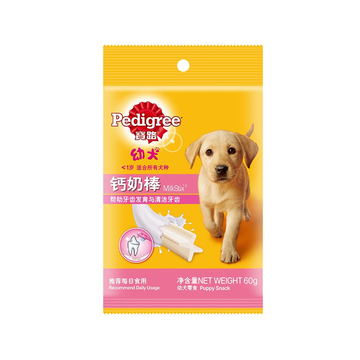 Pedigree
寶路
幼犬
<1岁 适合所有犬种
钙奶棒
MilkStix
帮助牙齿发育与清洁牙齿
推荐每日食用
Recommend Daily Usage
净含量NET WEIGHT 60g
幼犬零食 Puppy Snack